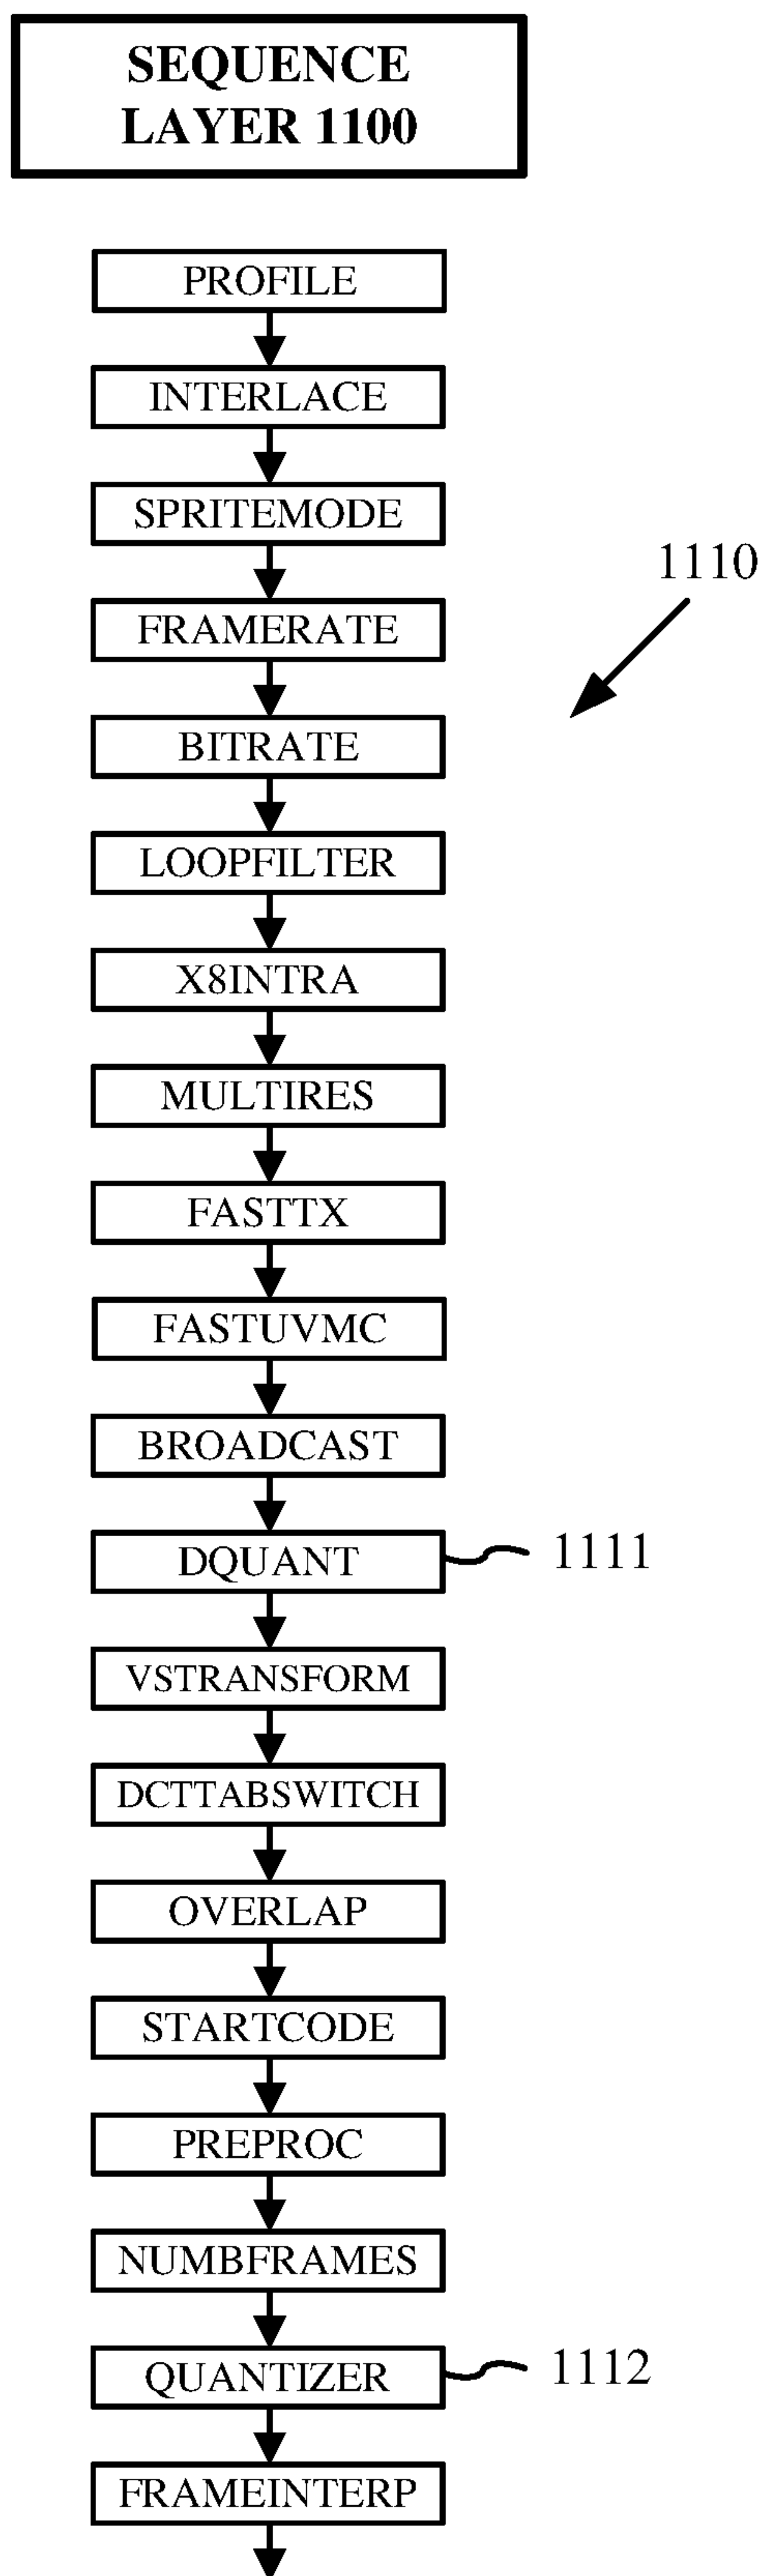 SEQUENCE
LAYER 1100
PROFILE
INTERLACE
SPRITEMODE
1110
FRAMERATE
BITRATE
LOOPFILTER
X8INTRA
MULTIRES
FASTTX
FASTUVMC
BROADCAST
DQUANT
1111
VSTRANSFORM
DCTTABSWITCH
OVERLAP
STARTCODE
PREPROC
NUMBFRAMES
QUANTIZER
1112
FRAMEINTERP